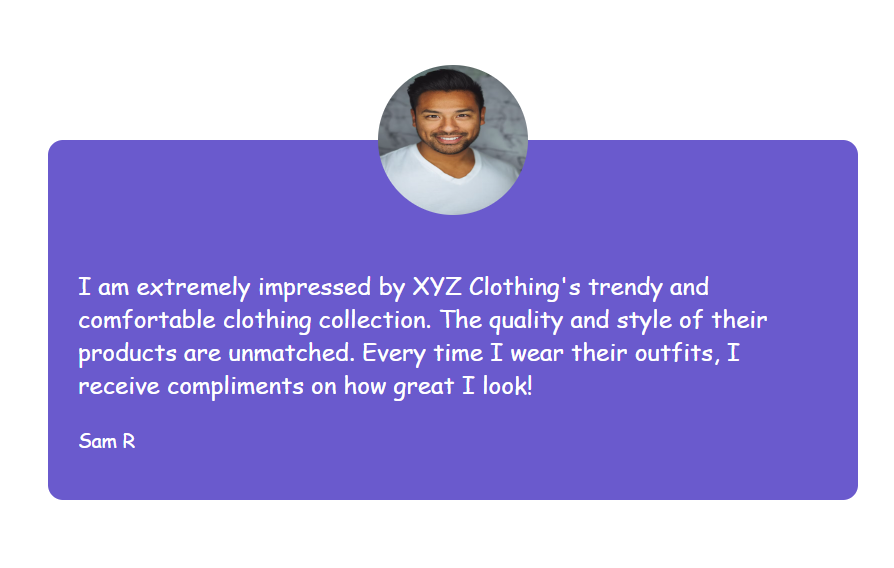 I am extremely impressed by XYZ Clothing's trendy and
comfortable clothing collection. The quality and style of their
products are unmatched. Every time I wear their outfits, I
receive compliments on how great I look!
Sam R